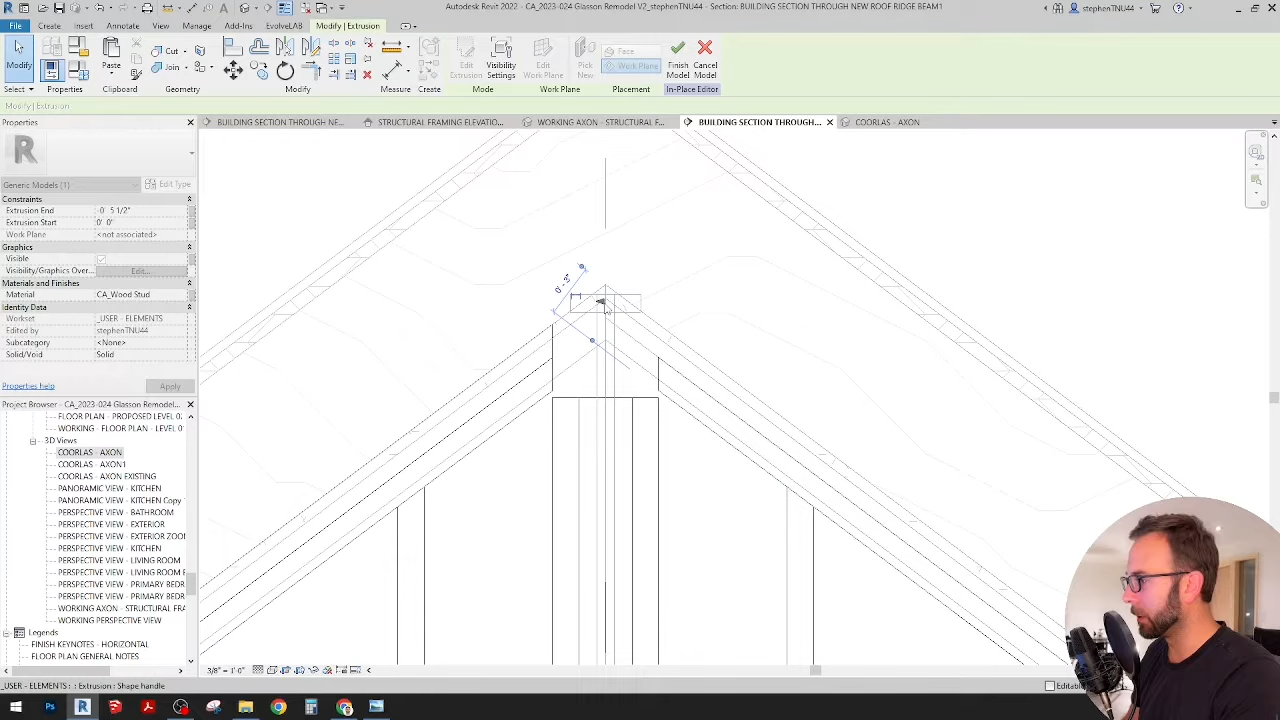 Autodesk Revit 2022 - CA_2023-024 Glasson Remodel V2_stephenTNU44 - Section: BUILDING SECTION THROUGH NEW ROOF RIDGE BEAM1
stephenTNU44
File
Insert
Annotate
View
Manage
Add-Ins
EvolveLAB
Modify | Extrusion
Modify
Paste
Cut
Join
Edit Extrusion
Visibility Settings
Edit Work Plane
Pick New
Face
Work Plane
Finish Model
Cancel Model
Select
Properties
Clipboard
Geometry
Modify
Measure
Create
Mode
Work Plane
Placement
In-Place Editor
Modify | Extrusion
Properties
BUILDING SECTION THROUGH NE...
STRUCTURAL FRAMING ELEVATIO...
WORKING AXON - STRUCTURAL F...
BUILDING SECTION THROUGH...
COORLAS - AXON
Generic Models (1)
Edit Type
Constraints
Extrusion End -0' 5 1/2"
Extrusion Start 0' 0"
Work Plane <not associated>
Graphics
Visible
Visibility/Graphics Over... Edit...
Materials and Finishes
Material CA_Wood Stud
Identity Data
Workset _USER - ELEMENTS
Edited by stephenTNU44
Subcategory <None>
Solid/Void Solid
Properties help
Apply
0' - 3"
Project Browser - CA_2023-024 Glasson Remodel...
FLOOR PLAN - PROPOSED LEVEL 02
WORKING - FLOOR PLAN - LEVEL 01
3D Views
COORLAS - AXON
COORLAS - AXON1
COORLAS - AXON EXISTING
PANORAMIC VIEW - KITCHEN
PANORAMIC VIEW - KITCHEN Copy
PERSPECTIVE VIEW - BATHROOM
PERSPECTIVE VIEW - EXTERIOR
PERSPECTIVE VIEW - EXTERIOR ZOO
PERSPECTIVE VIEW - KITCHEN
PERSPECTIVE VIEW - LIVING ROOM
PERSPECTIVE VIEW - LIVING ROOM
PERSPECTIVE VIEW - PRIMARY BEDR
PERSPECTIVE VIEW - PRIMARY BEDR
WORKING AXON - STRUCTURAL FRA
WORKING PERSPECTIVE VIEW
Legends
FINISH KEYNOTES - HORIZONTAL
FLOOR PLAN GENERAL NOTES
3/8" = 1'-0"
_USER - ELEMENTS : : Extrusion : Shape handle